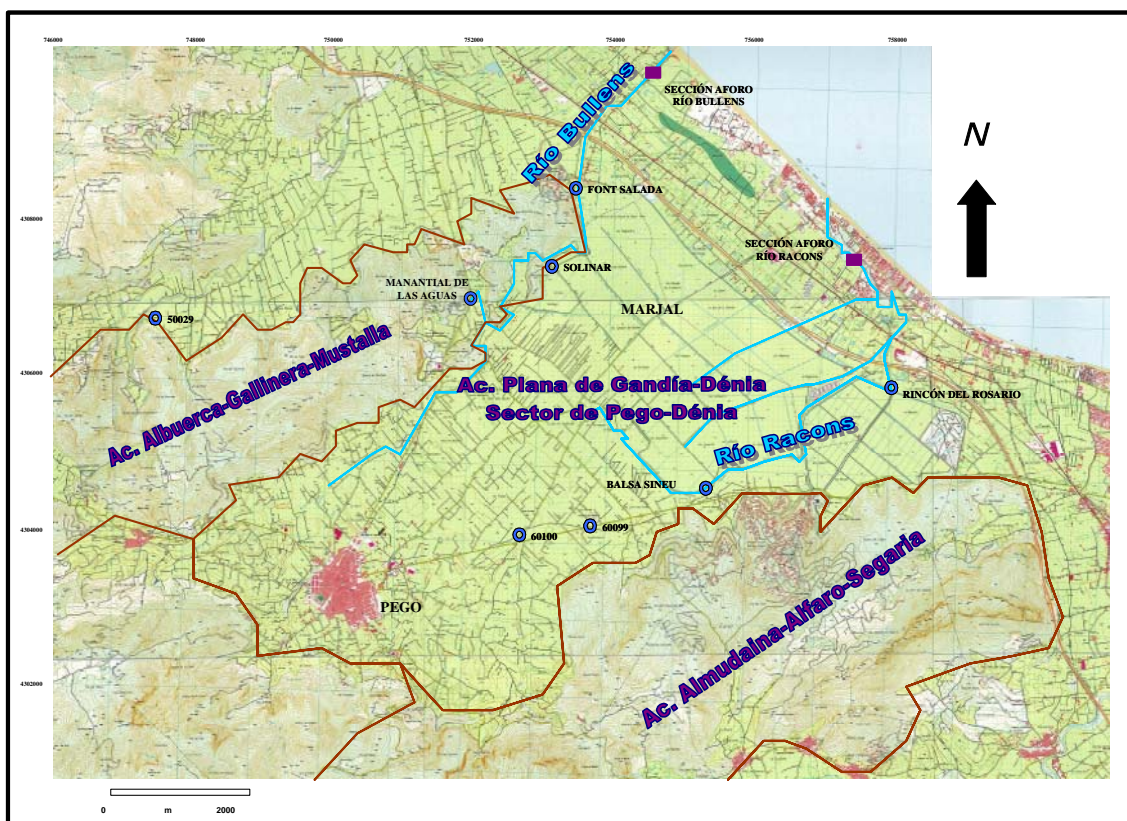 746000
748000
750000
752000
754000
756000
758000
Río Bullens
SECCIÓN AFORO
RÍO BULLENS
N
FONT SALADA
4308000
SECCIÓN AFORO
RÍO RACONS
SOLINAR
MANANTIAL DE
LAS AGUAS
MARJAL
50029
Ac. Albuerca-Gallinera-Mustalla
4306000
Ac. Plana de Gandía-Dénia
Sector de Pego-Dénia
RINCÓN DEL ROSARIO
Río Racons
BALSA SINEU
4304000
60100
60099
PEGO
Ac. Almudaina-Alfaro-Segaria
4302000
0 m 2000